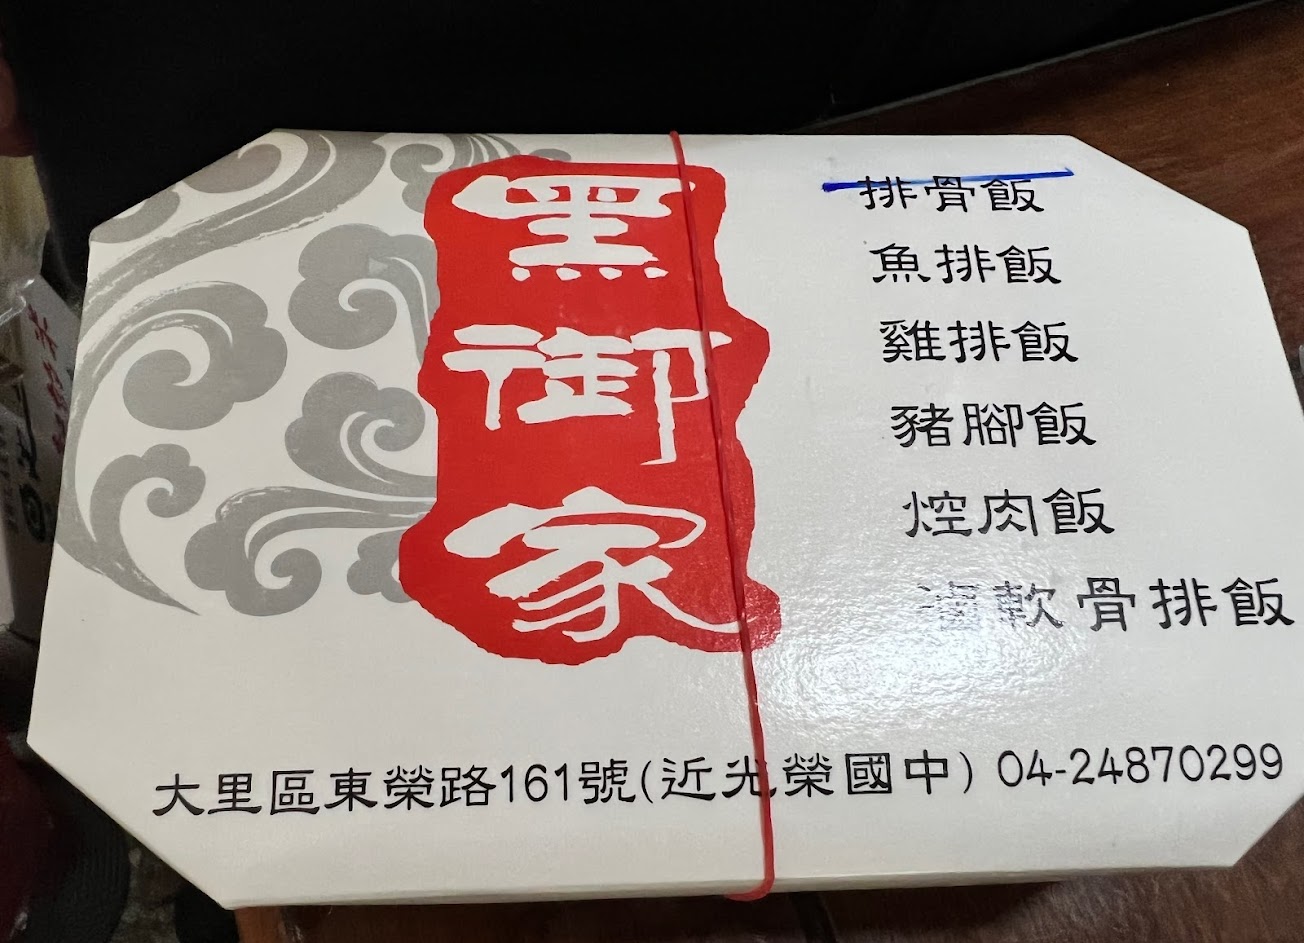 黑御家
排骨飯
魚排飯
雞排飯
豬腳飯
焢肉飯
滷軟骨排飯
大里區東榮路161號(近光榮國中) 04-24870299